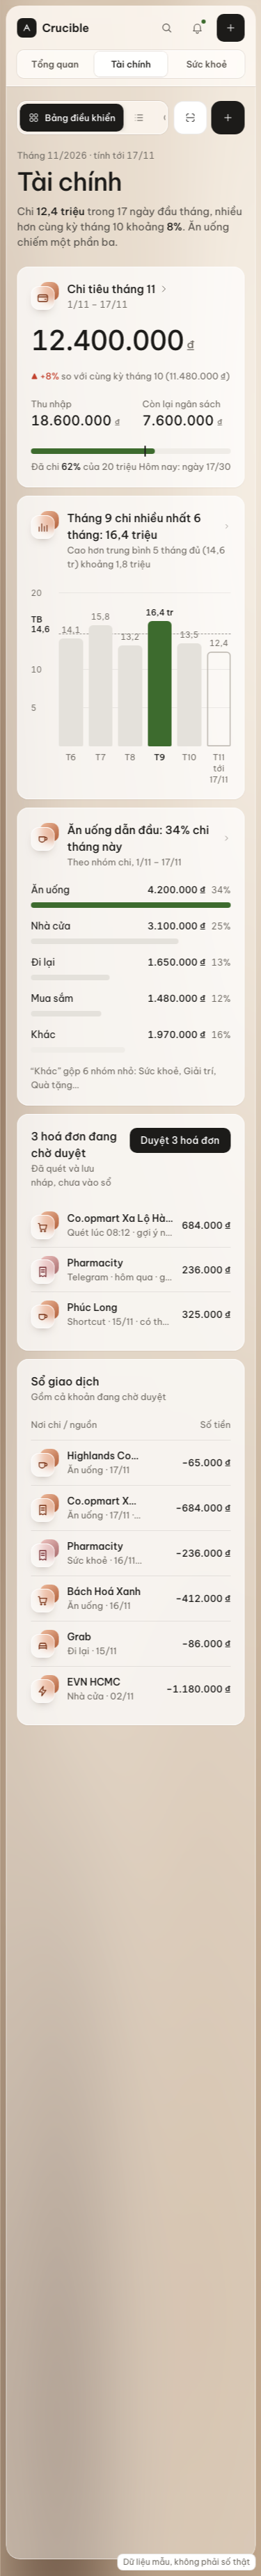 A Crucible
Tổng quan Tài chính Sức khoẻ
Bảng điều khiển
Tháng 11/2026 · tính tới 17/11
Tài chính
Chi 12,4 triệu trong 17 ngày đầu tháng, nhiều
hơn cùng kỳ tháng 10 khoảng 8%. Ăn uống
chiếm một phần ba.
Chi tiêu tháng 11
1/11 – 17/11
12.400.000 đ
▲ +8% so với cùng kỳ tháng 10 (11.480.000 đ)
Thu nhập Còn lại ngân sách
18.600.000 đ 7.600.000 đ
Đã chi 62% của 20 triệu Hôm nay: ngày 17/30
Tháng 9 chi nhiều nhất 6
tháng: 16,4 triệu
Cao hơn trung bình 5 tháng đủ (14,6
tr) khoảng 1,8 triệu
20
TB
14,6
10
5
14,1 15,8 13,2 16,4 tr 13,5 12,4
T6 T7 T8 T9 T10 T11
tới
17/11
Ăn uống dẫn đầu: 34% chi
tháng này
Theo nhóm chi, 1/11 – 17/11
Ăn uống 4.200.000 đ 34%
Nhà cửa 3.100.000 đ 25%
Đi lại 1.650.000 đ 13%
Mua sắm 1.480.000 đ 12%
Khác 1.970.000 đ 16%
"Khác" gộp 6 nhóm nhỏ: Sức khoẻ, Giải trí,
Quà tặng...
3 hoá đơn đang
chờ duyệt
Duyệt 3 hoá đơn
Đã quét và lưu
nháp, chưa vào sổ
Co.opmart Xa Lộ Hà... 684.000 đ
Quét lúc 08:12 · gợi ý n...
Pharmacity 236.000 đ
Telegram · hôm qua · g...
Phúc Long 325.000 đ
Shortcut · 15/11 · có th...
Sổ giao dịch
Gồm cả khoản đang chờ duyệt
Nơi chi / nguồn Số tiền
Highlands Co... −65.000 đ
Ăn uống · 17/11
Co.opmart X... −684.000 đ
Ăn uống · 17/11 ·...
Pharmacity −236.000 đ
Sức khoẻ · 16/11...
Bách Hoá Xanh −412.000 đ
Ăn uống · 16/11
Grab −86.000 đ
Đi lại · 15/11
EVN HCMC −1.180.000 đ
Nhà cửa · 02/11
Dữ liệu mẫu, không phải số thật